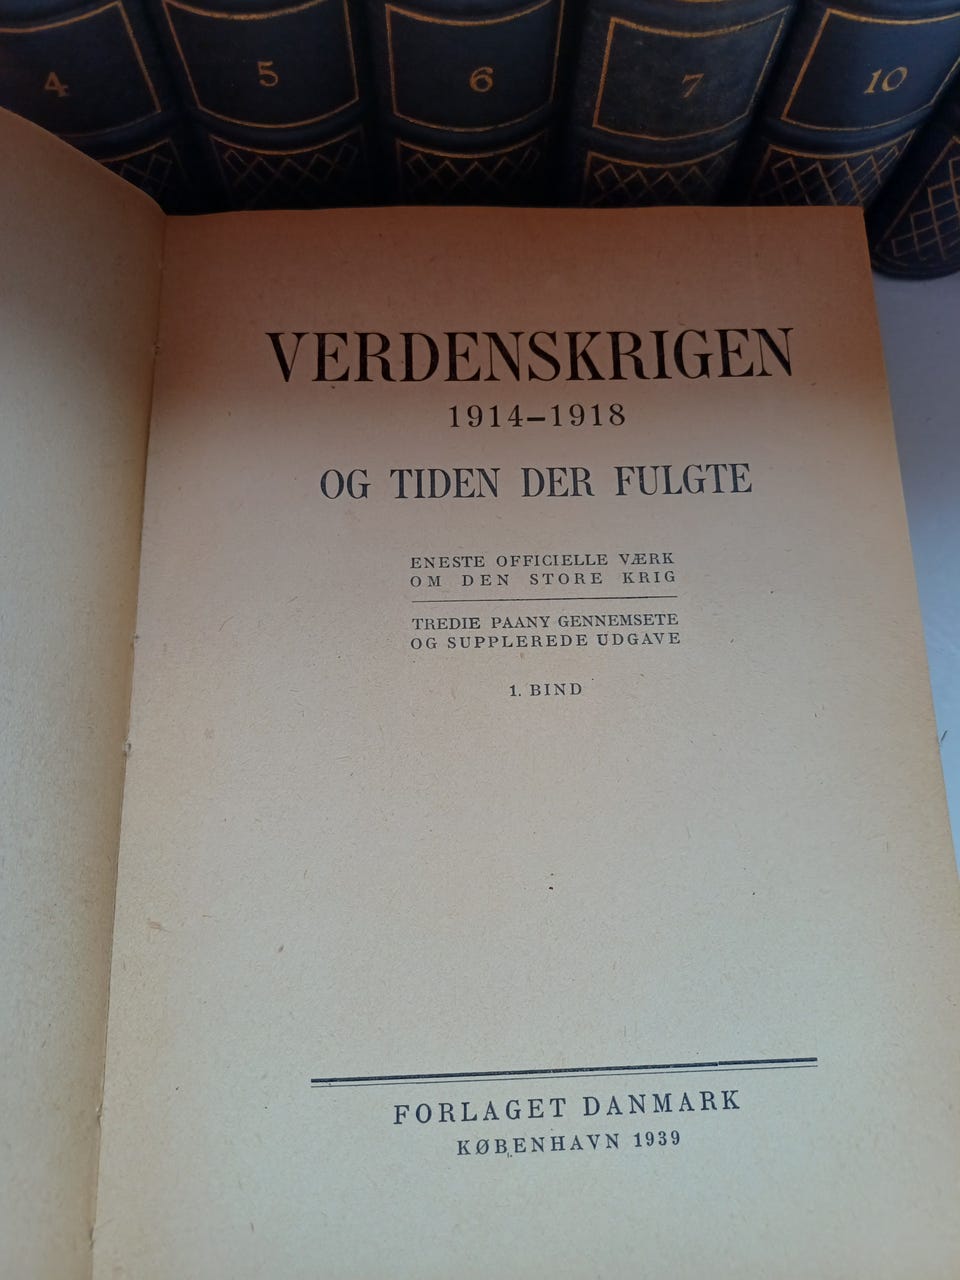 4
5
6
7
10
VERDENSKRIGEN
1914–1918
OG TIDEN DER FULGTE
ENESTE OFFICIELLE VÆRK
OM DEN STORE KRIG
TREDIE PAANY GENNEMSETE
OG SUPPLEREDE UDGAVE
1. BIND
FORLAGET DANMARK
KØBENHAVN 1939